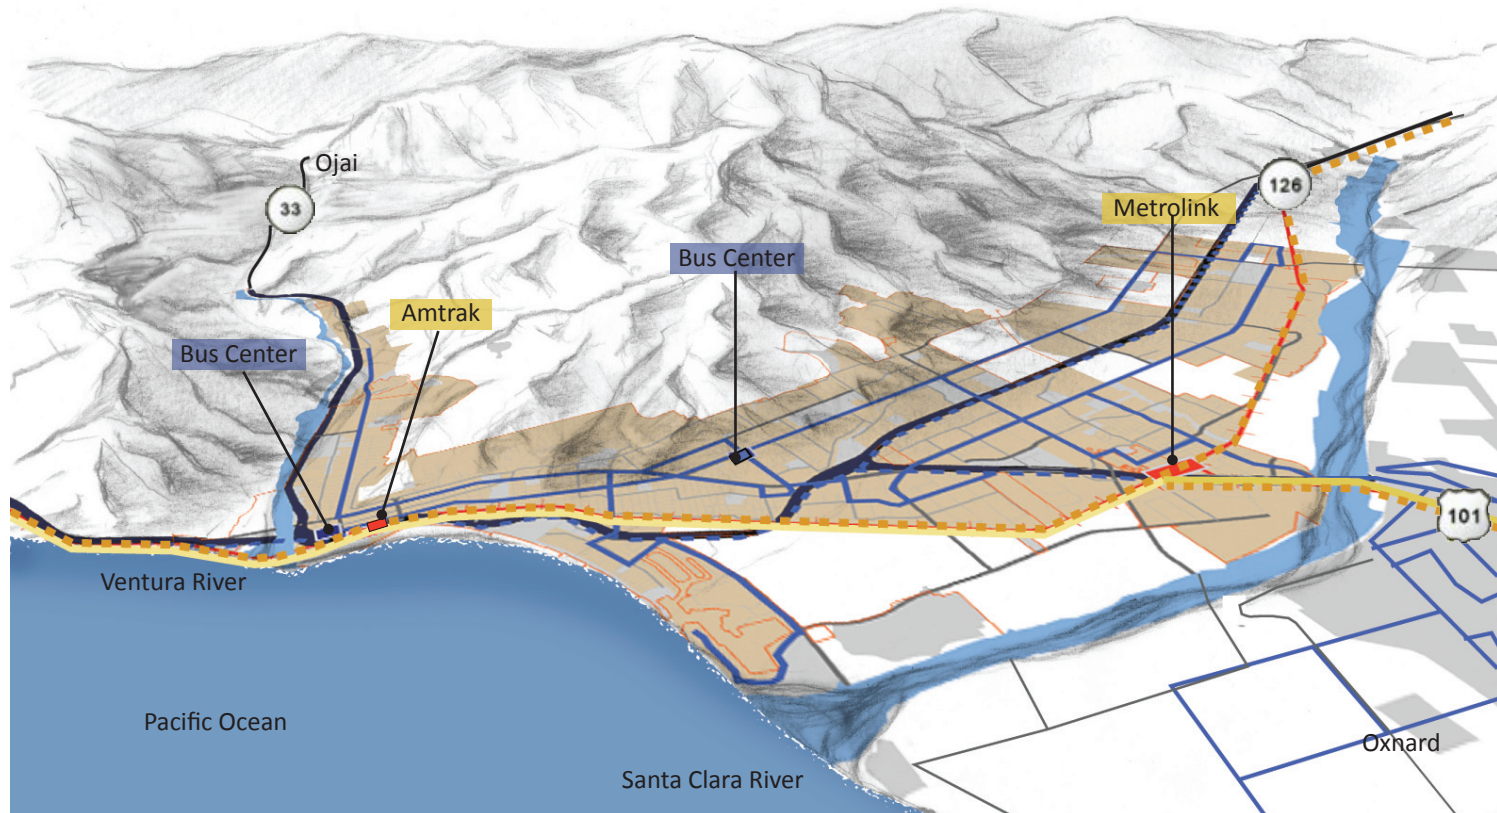 Ojai
33
126
Metrolink
Bus Center
Amtrak
Bus Center
101
Ventura River
Pacific Ocean
Oxnard
Santa Clara River